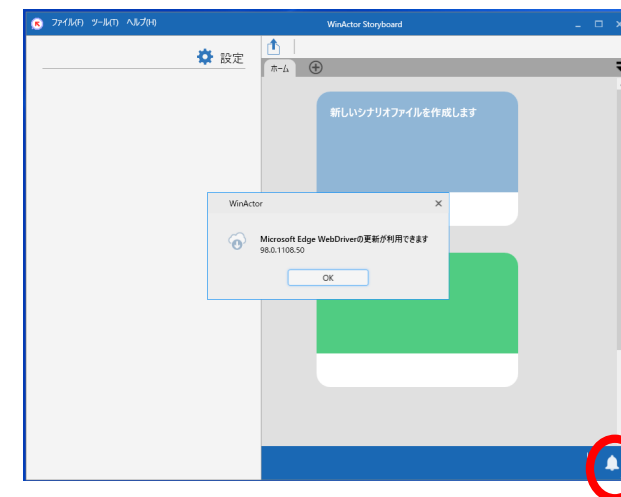 ファイル(F) ツール(T) ヘルプ(H)
WinActor Storyboard
設定
ホーム
新しいシナリオファイルを作成します
WinActor
Microsoft Edge WebDriverの更新が利用できます
98.0.1108.50
OK